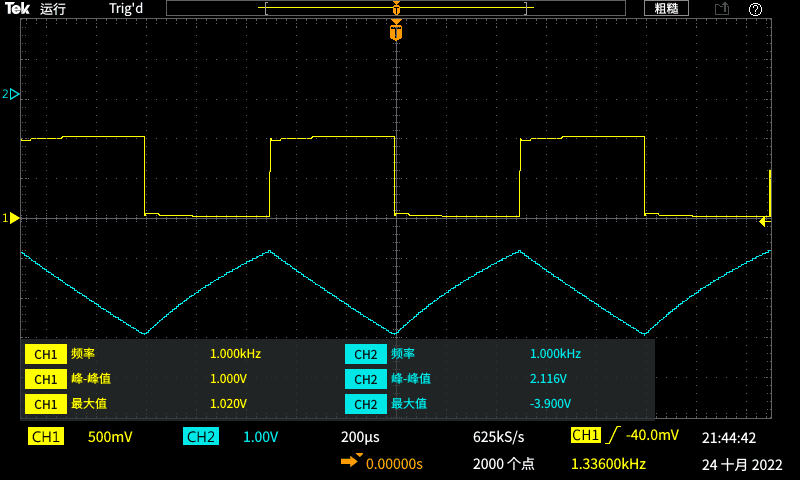 Tek 运行 Trig'd 粗糙 ?
T
2
1
CH1 频率 1.000kHz CH2 频率 1.000kHz
CH1 峰-峰值 1.000V CH2 峰-峰值 2.116V
CH1 最大值 1.020V CH2 最大值 -3.900V
CH1 500mV CH2 1.00V 200µs 625kS/s CH1 -40.0mV 21:44:42
0.00000s 2000 个点 1.33600kHz 24 十月 2022